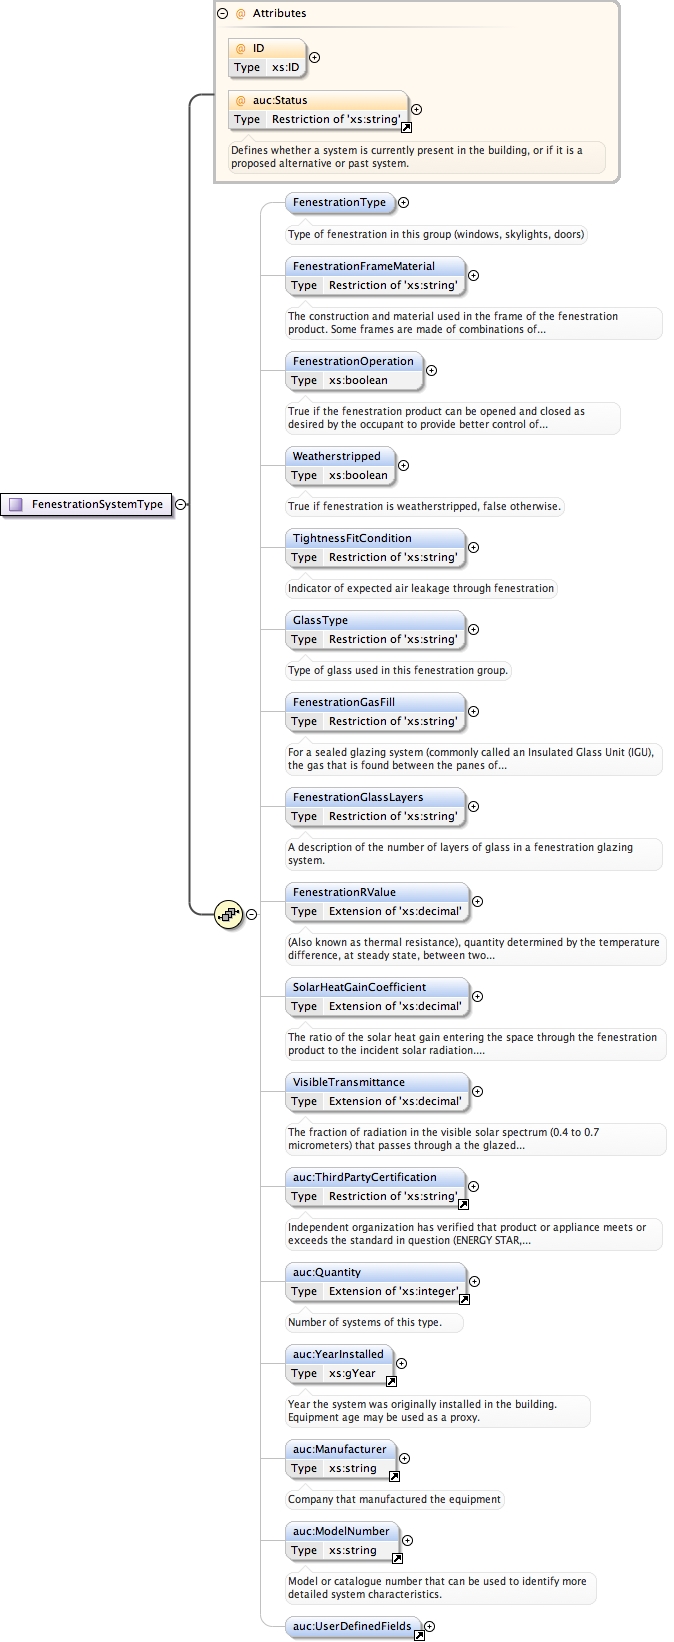 @ Attributes
@ ID
Type xs:ID
@ auc:Status
Type Restriction of 'xs:string'
Defines whether a system is currently present in the building, or if it is a
proposed alternative or past system.
FenestrationType
Type of fenestration in this group (windows, skylights, doors)
FenestrationFrameMaterial
Type Restriction of 'xs:string'
The construction and material used in the frame of the fenestration
product. Some frames are made of combinations of...
FenestrationOperation
Type xs:boolean
True if the fenestration product can be opened and closed as
desired by the occupant to provide better control of...
Weatherstripped
Type xs:boolean
FenestrationSystemType
True if fenestration is weatherstripped, false otherwise.
TightnessFitCondition
Type Restriction of 'xs:string'
Indicator of expected air leakage through fenestration
GlassType
Type Restriction of 'xs:string'
Type of glass used in this fenestration group.
FenestrationGasFill
Type Restriction of 'xs:string'
For a sealed glazing system (commonly called an Insulated Glass Unit (IGU),
the gas that is found between the panes of...
FenestrationGlassLayers
Type Restriction of 'xs:string'
A description of the number of layers of glass in a fenestration glazing
system.
FenestrationRValue
Type Extension of 'xs:decimal'
(Also known as thermal resistance), quantity determined by the temperature
difference, at steady state, between two...
SolarHeatGainCoefficient
Type Extension of 'xs:decimal'
The ratio of the solar heat gain entering the space through the fenestration
product to the incident solar radiation....
VisibleTransmittance
Type Extension of 'xs:decimal'
The fraction of radiation in the visible solar spectrum (0.4 to 0.7
micrometers) that passes through a the glazed...
auc:ThirdPartyCertification
Type Restriction of 'xs:string'
Independent organization has verified that product or appliance meets or
exceeds the standard in question (ENERGY STAR,...
auc:Quantity
Type Extension of 'xs:integer'
Number of systems of this type.
auc:YearInstalled
Type xs:gYear
Year the system was originally installed in the building.
Equipment age may be used as a proxy.
auc:Manufacturer
Type xs:string
Company that manufactured the equipment
auc:ModelNumber
Type xs:string
Model or catalogue number that can be used to identify more
detailed system characteristics.
auc:UserDefinedFields